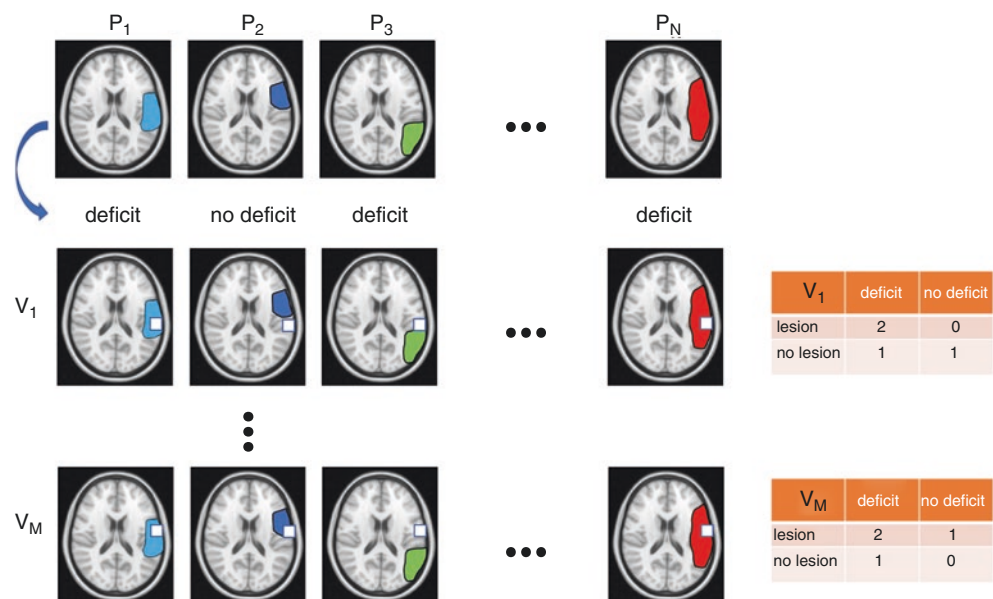 P1 P2 P3 PN
deficit no deficit deficit deficit
V1
V1 deficit no deficit
lesion 2 0
no lesion 1 1
VM
VM deficit no deficit
lesion 2 1
no lesion 1 0